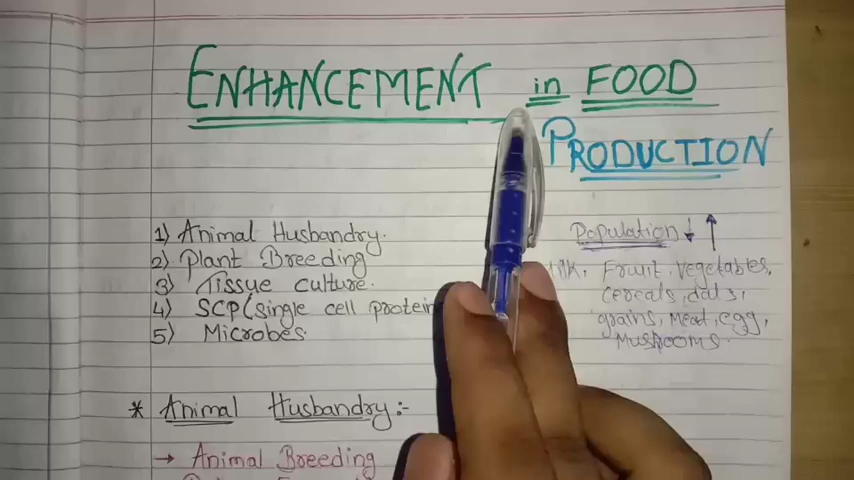 ENHANCEMENT in FOOD
PRODUCTION
1) Animal Husbandry.
2) Plant Breeding
3) Tissue culture.
4) SCP (single cell protein
5) Microbes
Population ↓ ↑
Fruit, vegetables,
cereals, dals,
grains, Meat, egg,
Mushrooms.
* Animal Husbandry :-
→ Animal Breeding